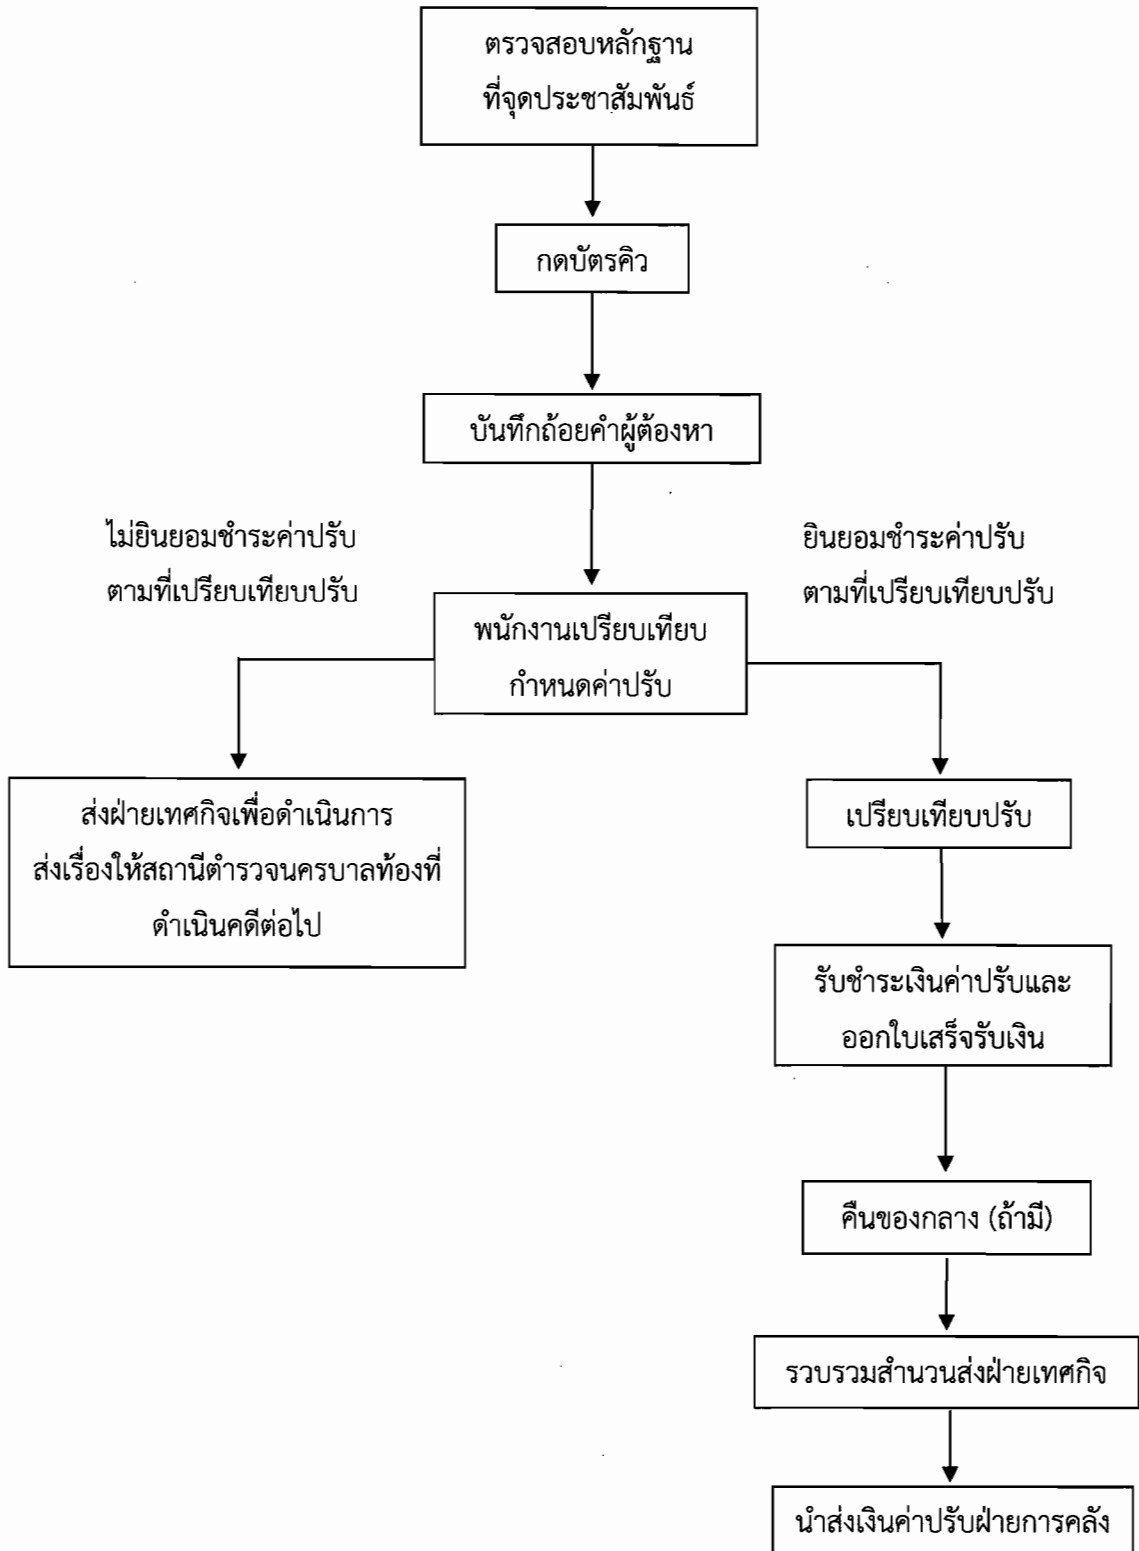 ตรวจสอบหลักฐาน
ที่จุดประชาสัมพันธ์
กดบัตรคิว
บันทึกถ้อยคำผู้ต้องหา
ไม่ยินยอมชำระค่าปรับ
ตามที่เปรียบเทียบปรับ
ยินยอมชำระค่าปรับ
ตามที่เปรียบเทียบปรับ
พนักงานเปรียบเทียบ
กำหนดค่าปรับ
ส่งฝ่ายเทศกิจเพื่อดำเนินการ
ส่งเรื่องให้สถานีตำรวจนครบาลท้องที่
ดำเนินคดีต่อไป
เปรียบเทียบปรับ
รับชำระเงินค่าปรับและ
ออกใบเสร็จรับเงิน
คืนของกลาง (ถ้ามี)
รวบรวมสำนวนส่งฝ่ายเทศกิจ
นำส่งเงินค่าปรับฝ่ายการคลัง